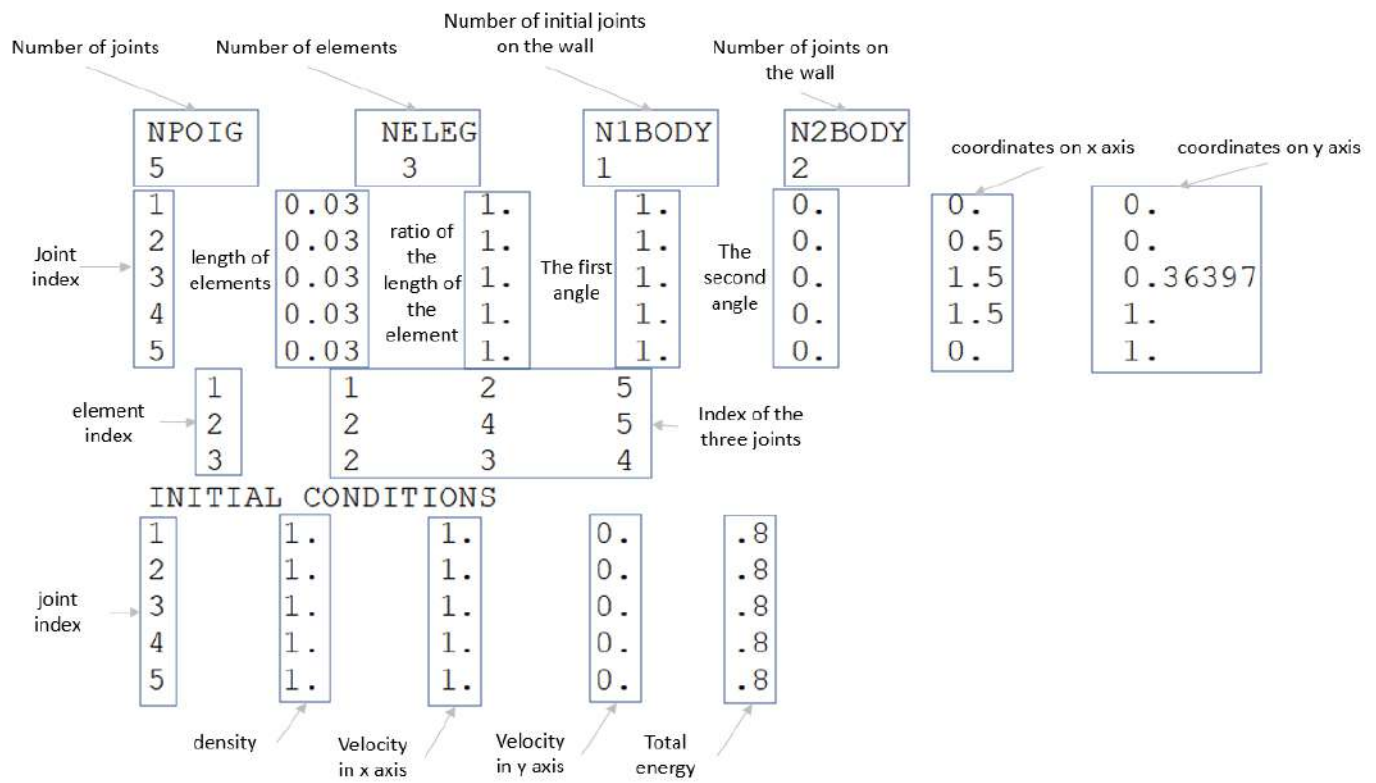 Number of joints
Number of elements
Number of initial joints
on the wall
Number of joints on
the wall
NPOIG NELEG N1BODY N2BODY
5 3 1 2
coordinates on x axis
coordinates on y axis
1 0.03 1. 1. 0. 0. 0.
2 0.03 1. 1. 0. 0.5 0.
3 0.03 1. 1. 0. 1.5 0.36397
4 0.03 1. 1. 0. 1.5 1.
5 0.03 1. 1. 0. 0. 1.
Joint
index
length of
elements
ratio of
the
length of
the
element
The first
angle
The
second
angle
1 1 2 5
2 2 4 5
3 2 3 4
element
index
Index of the
three joints
INITIAL CONDITIONS
1 1. 1. 0. .8
2 1. 1. 0. .8
3 1. 1. 0. .8
4 1. 1. 0. .8
5 1. 1. 0. .8
joint
index
density
Velocity
in x axis
Velocity
in y axis
Total
energy